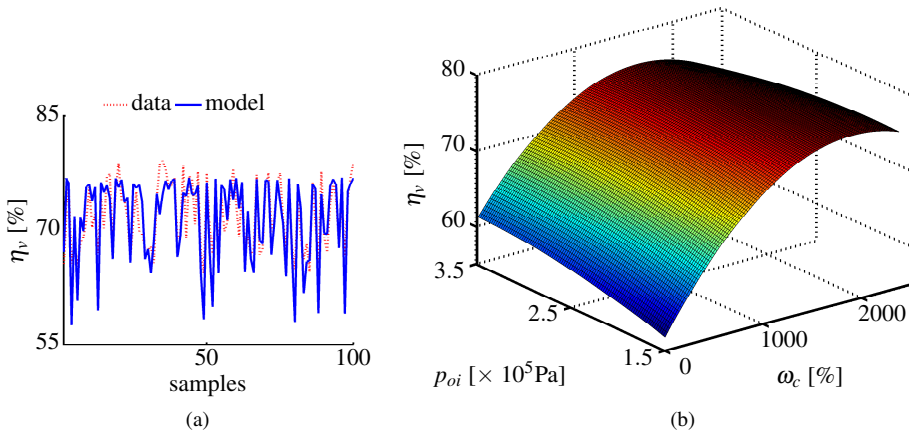 data model
85
70
55
η_v [%]
50
100
samples
(a)
80
70
60
η_v [%]
3.5
2.5
1.5
p_oi [× 10^5Pa]
0
1000
2000
ω_c [%]
(b)